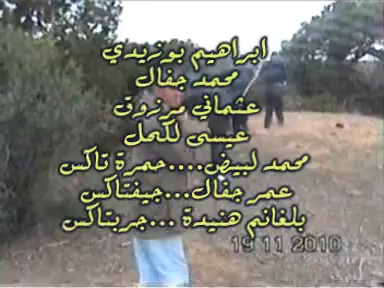 ابراهيم بوزيدي
محمد جفال
عثماني مرزوق
عيسى لكحل
محمد لبيض....حمرة تاكس
عمر جفال...جيفتاكس
بلغانم هنيدة ...جربتاكس
19 11 2010